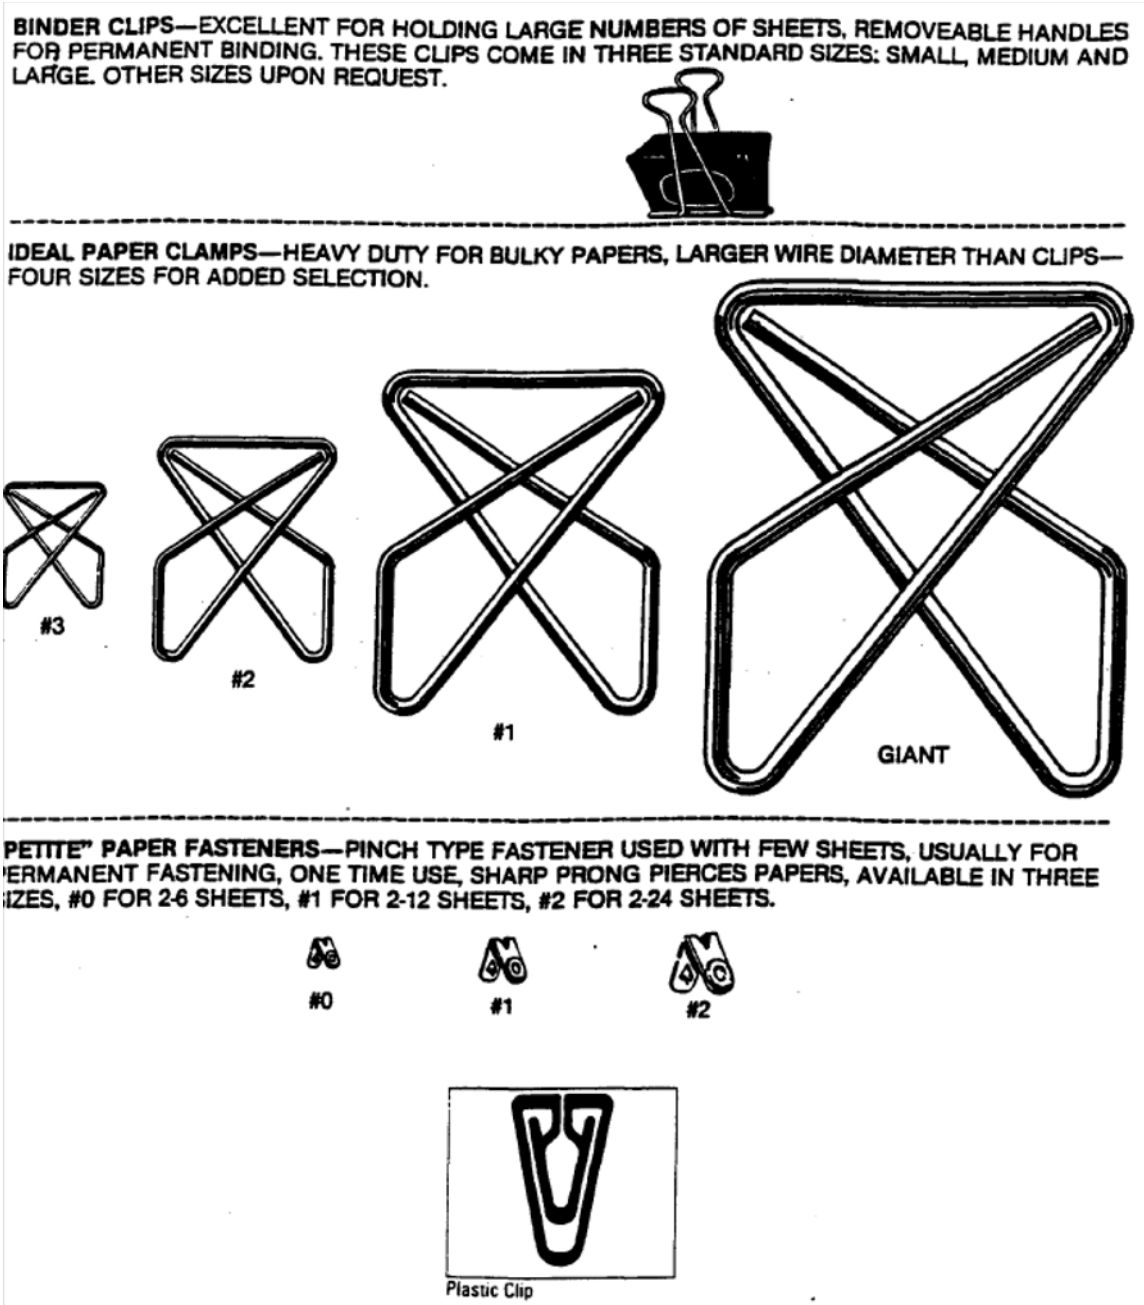 BINDER CLIPS—EXCELLENT FOR HOLDING LARGE NUMBERS OF SHEETS, REMOVEABLE HANDLES
FOR PERMANENT BINDING. THESE CLIPS COME IN THREE STANDARD SIZES: SMALL, MEDIUM AND
LARGE. OTHER SIZES UPON REQUEST.
IDEAL PAPER CLAMPS—HEAVY DUTY FOR BULKY PAPERS, LARGER WIRE DIAMETER THAN CLIPS—
FOUR SIZES FOR ADDED SELECTION.
#3
#2
#1
GIANT
PETITE” PAPER FASTENERS—PINCH TYPE FASTENER USED WITH FEW SHEETS, USUALLY FOR
ERMANENT FASTENING, ONE TIME USE, SHARP PRONG PIERCES PAPERS, AVAILABLE IN THREE
IZES, #0 FOR 2-6 SHEETS, #1 FOR 2-12 SHEETS, #2 FOR 2-24 SHEETS.
#0
#1
#2
Plastic Clip